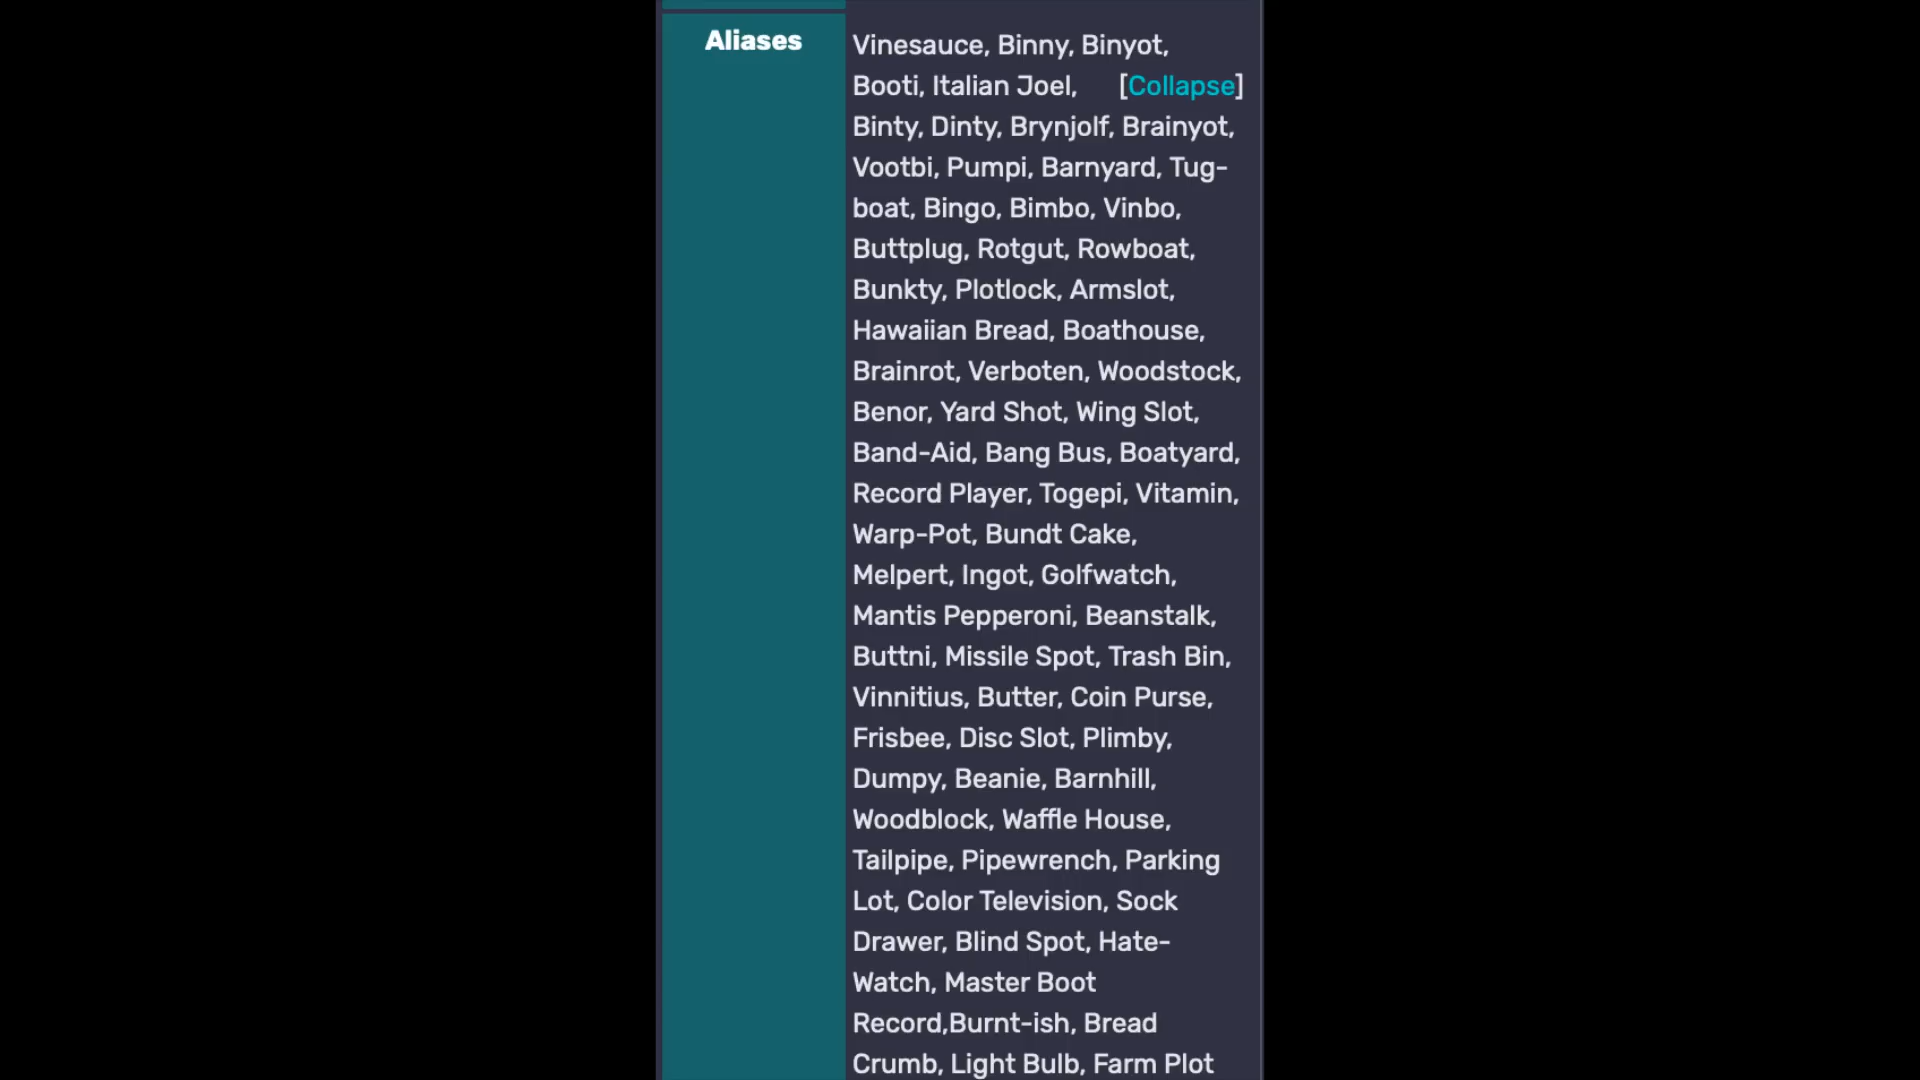 Aliases
Vinesauce, Binny, Binyot,
Booti, Italian Joel, [Collapse]
Binty, Dinty, Brynjolf, Brainyot,
Vootbi, Pumpi, Barnyard, Tug-
boat, Bingo, Bimbo, Vinbo,
Buttplug, Rotgut, Rowboat,
Bunkty, Plotlock, Armslot,
Hawaiian Bread, Boathouse,
Brainrot, Verboten, Woodstock,
Benor, Yard Shot, Wing Slot,
Band-Aid, Bang Bus, Boatyard,
Record Player, Togepi, Vitamin,
Warp-Pot, Bundt Cake,
Melpert, Ingot, Golfwatch,
Mantis Pepperoni, Beanstalk,
Buttni, Missile Spot, Trash Bin,
Vinnitius, Butter, Coin Purse,
Frisbee, Disc Slot, Plimby,
Dumpy, Beanie, Barnhill,
Woodblock, Waffle House,
Tailpipe, Pipewrench, Parking
Lot, Color Television, Sock
Drawer, Blind Spot, Hate-
Watch, Master Boot
Record,Burnt-ish, Bread
Crumb, Light Bulb, Farm Plot